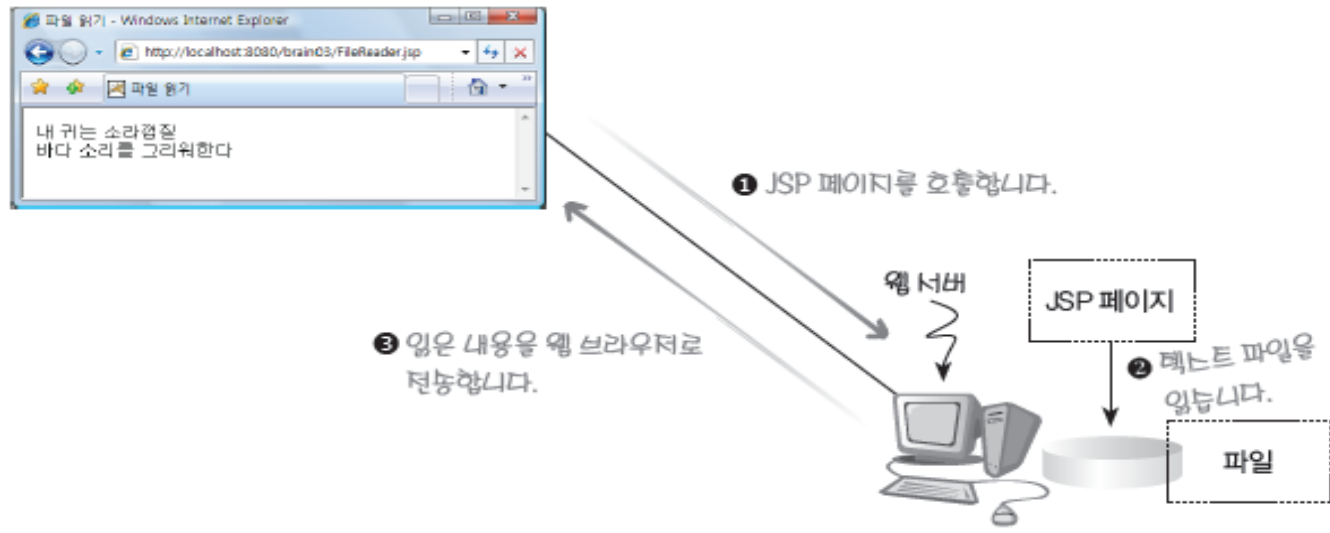 파일 읽기 - Windows Internet Explorer
http://localhost:8080/brain03/FileReader.jsp
파일 읽기
내 귀는 소라껍질
바다 소리를 그리워한다
❶ JSP 페이지를 호출합니다.
웹 서버
JSP 페이지
❷ 텍스트 파일을
읽습니다.
❸ 읽은 내용을 웹 브라우저로
전송합니다.
파일